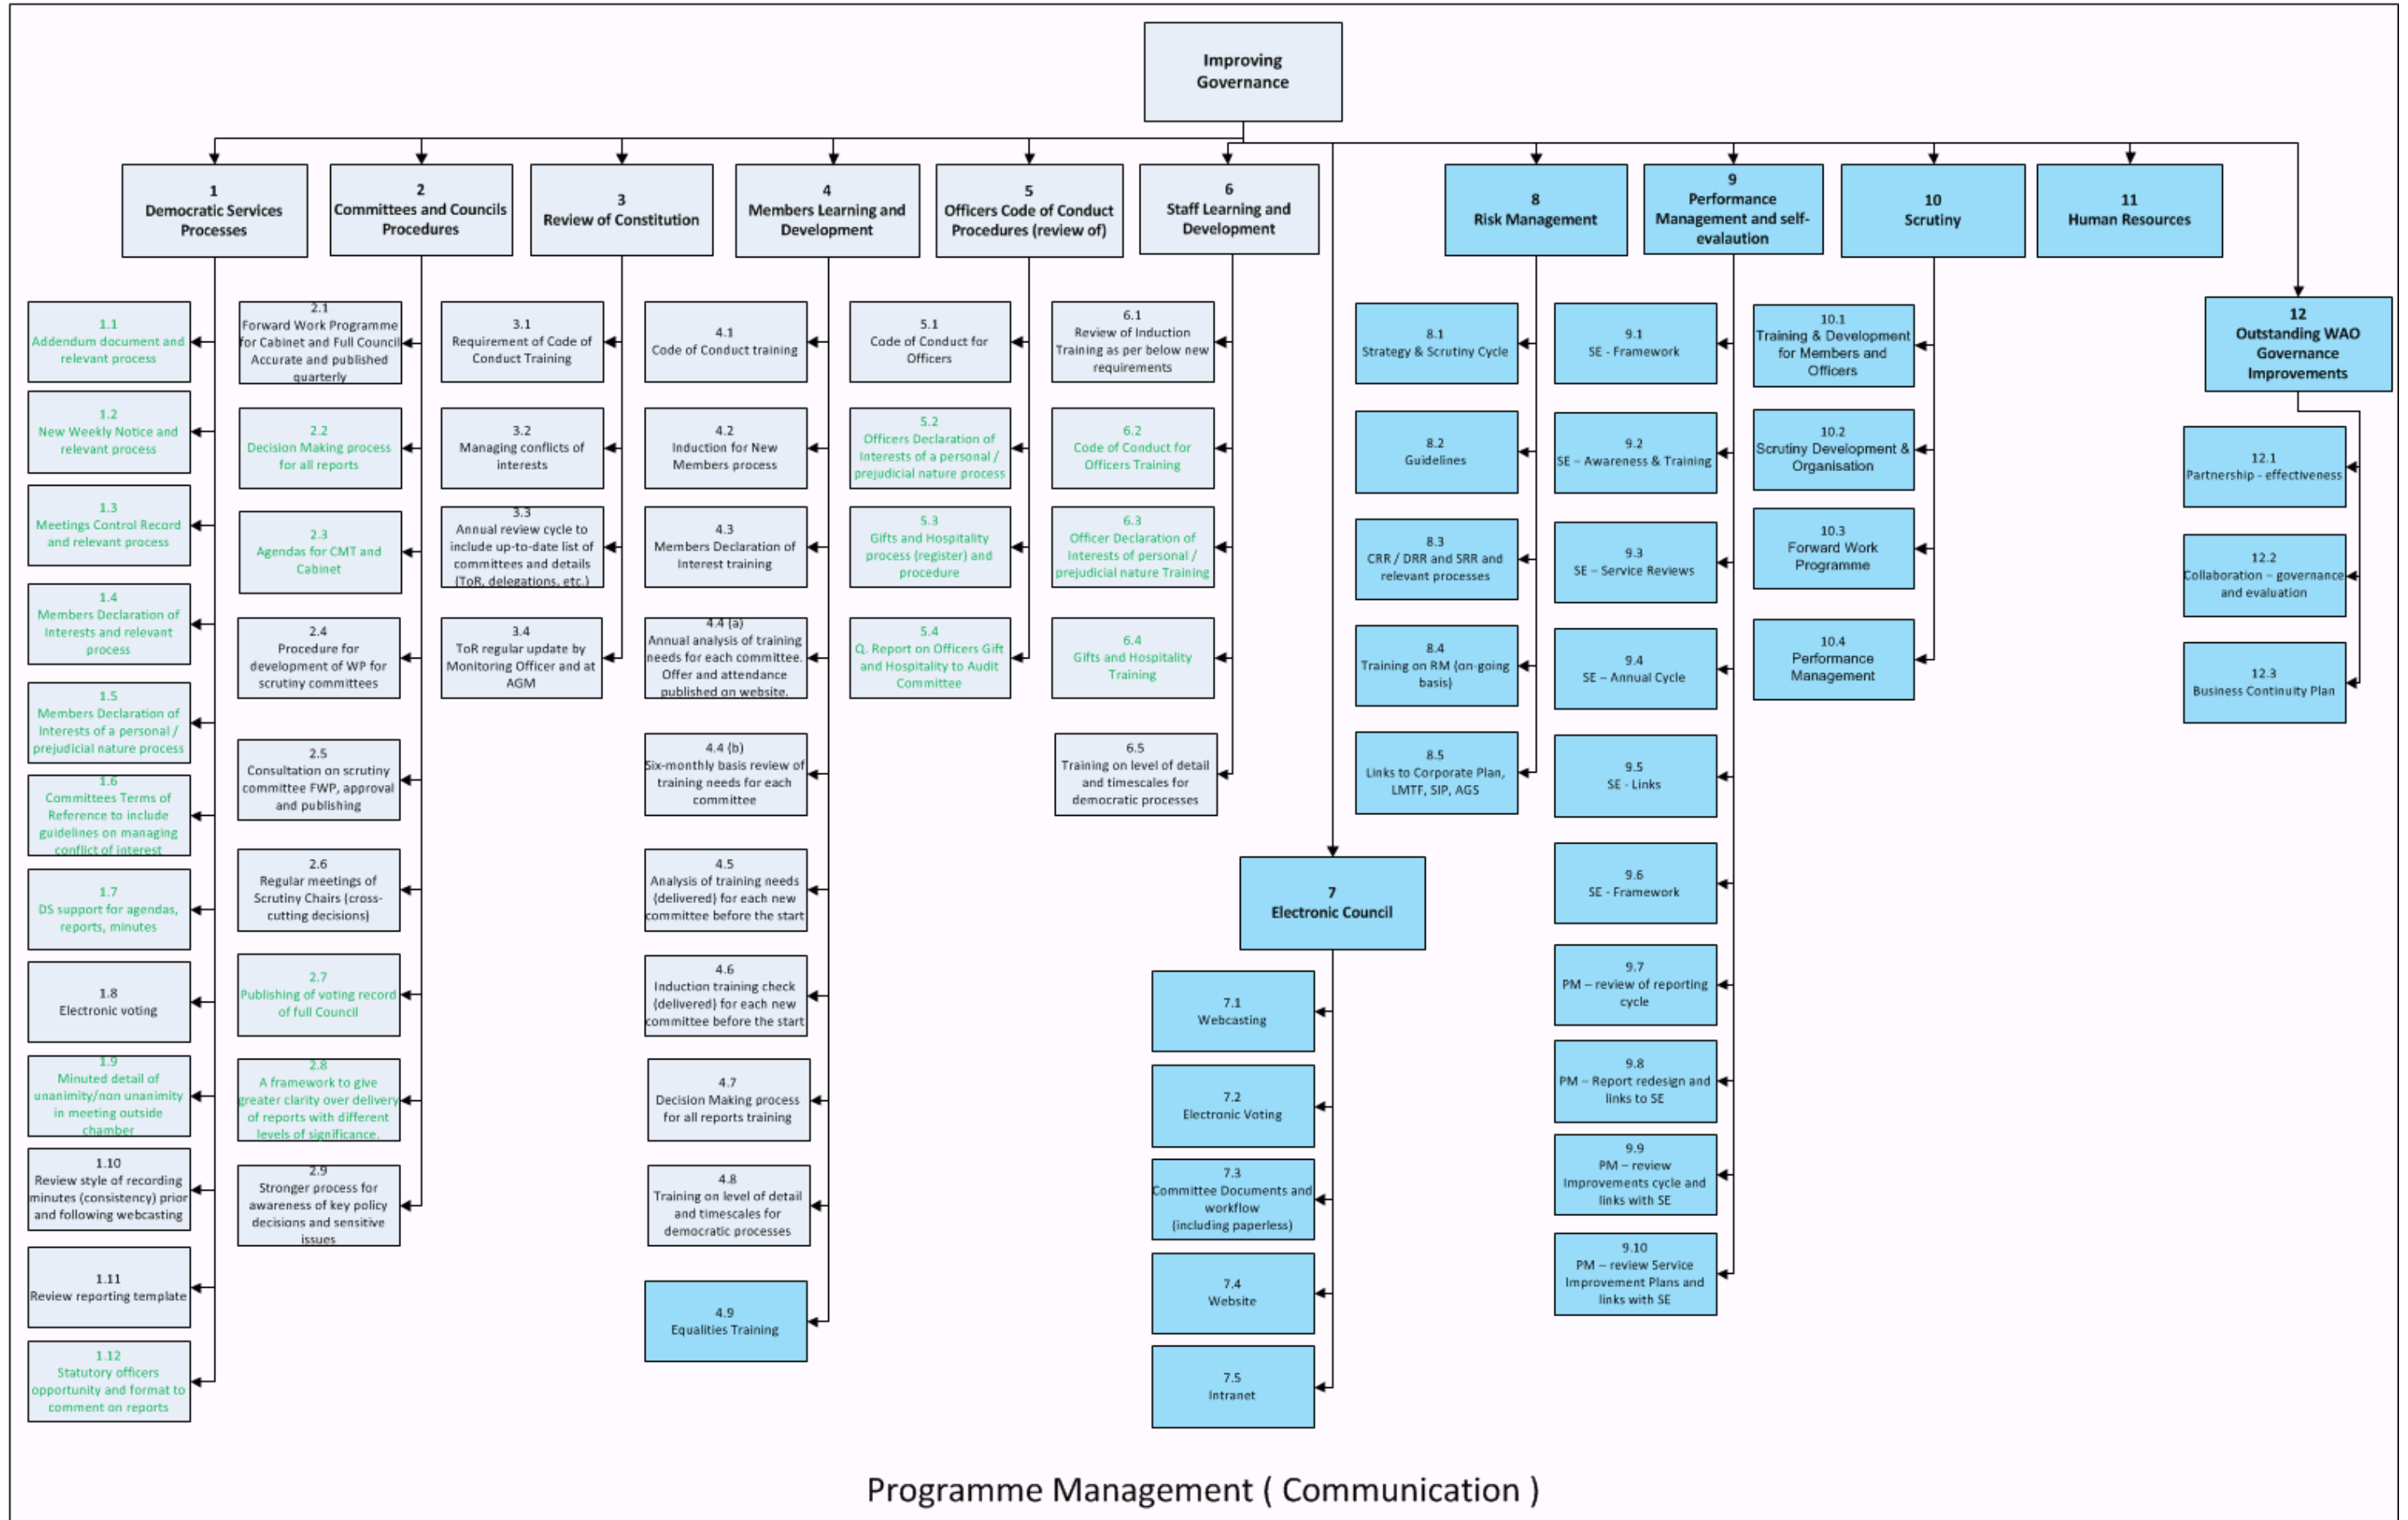 Improving
Governance
1
Democratic Services
Processes
2
Committees and Councils
Procedures
3
Review of Constitution
4
Members Learning and
Development
5
Officers Code of Conduct
Procedures (review of)
6
Staff Learning and
Development
8
Risk Management
9
Performance
Management and self-
evalaution
10
Scrutiny
11
Human Resources
12
Outstanding WAO
Governance
Improvements
1.1
Addendum document and
relevant process
1.2
New Weekly Notice and
relevant process
1.3
Meetings Control Record
and relevant process
1.4
Members Declaration of
Interests and relevant
process
1.5
Members Declaration of
Interests of a personal /
prejudicial nature process
1.6
Committees Terms of
Reference to include
guidelines on managing
conflict of interest
1.7
DS support for agendas,
reports, minutes
1.8
Electronic voting
1.9
Minuted detail of
unanimity/non unanimity
in meeting outside
chamber
1.10
Review style of recording
minutes (consistency) prior
and following webcasting
1.11
Review reporting template
1.12
Statutory officers
opportunity and format to
comment on reports
2.1
Forward Work Programme
for Cabinet and Full Council
Accurate and published
quarterly
2.2
Decision Making process
for all reports
2.3
Agendas for CMT and
Cabinet
2.4
Procedure for
development of WP for
scrutiny committees
2.5
Consultation on scrutiny
committee FWP, approval
and publishing
2.6
Regular meetings of
Scrutiny Chairs (cross-
cutting decisions)
2.7
Publishing of voting record
of full Council
2.8
A framework to give
greater clarity over delivery
of reports with different
levels of significance.
2.9
Stronger process for
awareness of key policy
decisions and sensitive
issues
3.1
Requirement of Code of
Conduct Training
3.2
Managing conflicts of
interests
3.3
Annual review cycle to
include up-to-date list of
committees and details
(ToR, delegations, etc.)
3.4
ToR regular update by
Monitoring Officer and at
AGM
4.1
Code of Conduct training
4.2
Induction for New
Members process
4.3
Members Declaration of
Interest training
4.4 (a)
Annual analysis of training
needs for each committee.
Offer and attendance
published on website.
4.4 (b)
Six-monthly basis review of
training needs for each
committee
4.5
Analysis of training needs
(delivered) for each new
committee before the start
4.6
Induction training check
(delivered) for each new
committee before the start
4.7
Decision Making process
for all reports training
4.8
Training on level of detail
and timescales for
democratic processes
4.9
Equalities Training
5.1
Code of Conduct for
Officers
5.2
Officers Declaration of
Interests of a personal /
prejudicial nature process
5.3
Gifts and Hospitality
process (register) and
procedure
5.4
Q. Report on Officers Gift
and Hospitality to Audit
Committee
6.1
Review of Induction
Training as per below new
requirements
6.2
Code of Conduct for
Officers Training
6.3
Officer Declaration of
Interests of personal /
prejudicial nature Training
6.4
Gifts and Hospitality
Training
6.5
Training on level of detail
and timescales for
democratic processes
7
Electronic Council
7.1
Webcasting
7.2
Electronic Voting
7.3
Committee Documents and
workflow
(including paperless)
7.4
Website
7.5
Intranet
8.1
Strategy & Scrutiny Cycle
8.2
Guidelines
8.3
CRR / DRR and SRR and
relevant processes
8.4
Training on RM (on-going
basis)
8.5
Links to Corporate Plan,
LMTF, SIP, AGS
9.1
SE - Framework
9.2
SE – Awareness & Training
9.3
SE – Service Reviews
9.4
SE – Annual Cycle
9.5
SE - Links
9.6
SE - Framework
9.7
PM – review of reporting
cycle
9.8
PM – Report redesign and
links to SE
9.9
PM – review
Improvements cycle and
links with SE
9.10
PM – review Service
Improvement Plans and
links with SE
10.1
Training & Development
for Members and
Officers
10.2
Scrutiny Development &
Organisation
10.3
Forward Work
Programme
10.4
Performance
Management
12.1
Partnership - effectiveness
12.2
Collaboration – governance
and evaluation
12.3
Business Continuity Plan
Programme Management ( Communication )